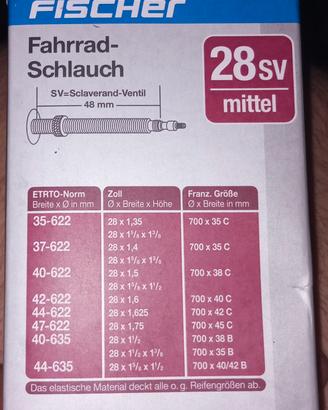 FISCHER
Fahrrad-
Schlauch
28 SV
mittel
SV=Sclaverand-Ventil
48 mm
ETRTO-Norm Zoll Franz. Größe
Breite x Ø in mm Ø x Breite x Höhe Ø x Breite in mm
35-622 28 x 1,35 700 x 35 C
28 x 1⁵/₈ x 1³/₈
37-622 28 x 1,4 700 x 35 C
28 x 1⁵/₈ x 1³/₈
40-622 28 x 1,5 700 x 38 C
28 x 1⁵/₈ x 1¹/₂
42-622 28 x 1,6 700 x 40 C
44-622 28 x 1,625 700 x 42 C
47-622 28 x 1,75 700 x 45 C
40-635 28 x 1¹/₂ 700 x 38 B
28 x 1¹/₂ x 1³/₈ 700 x 35 B
44-635 28 x 1⁵/₈ x 1¹/₂ 700 x 40/42 B
Das elastische Material deckt alle o. g. Reifengrößen ab.